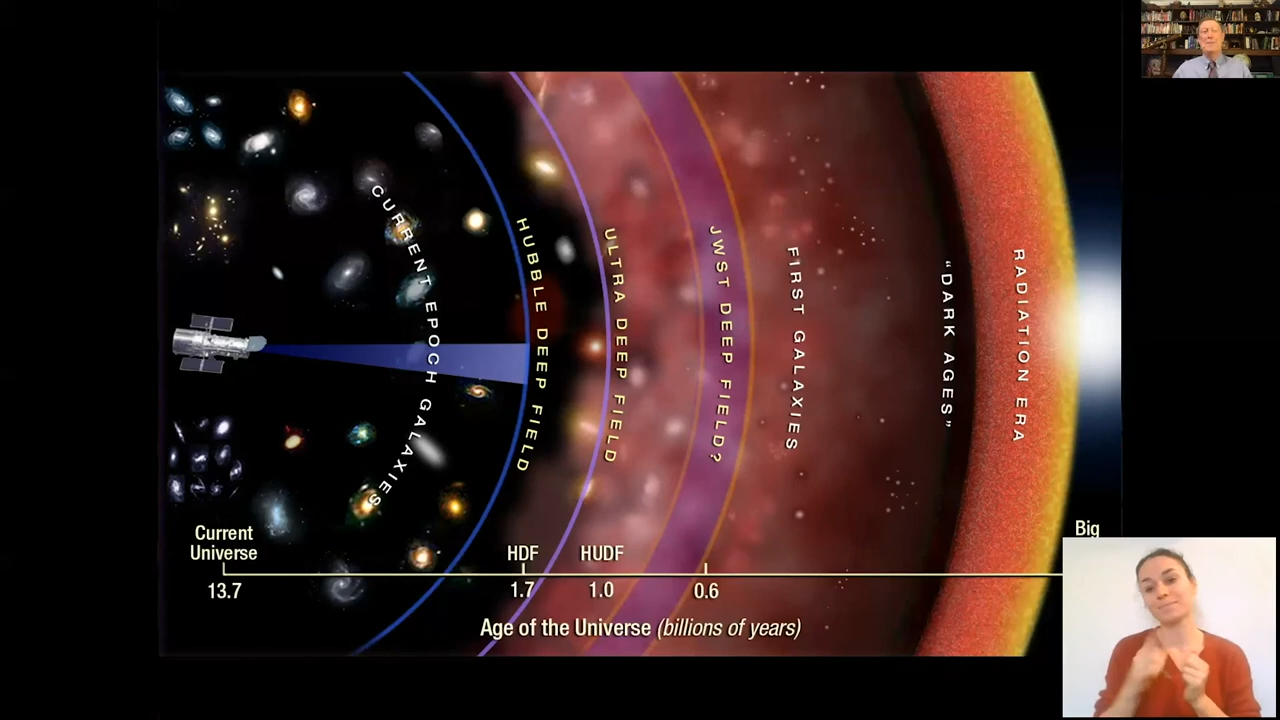 CURRENT EPOCH GALAXIES
HUBBLE DEEP FIELD
ULTRA DEEP FIELD
JWST DEEP FIELD?
FIRST GALAXIES
“DARK AGES”
RADIATION ERA
Current
Universe
HDF
HUDF
Big
13.7
1.7
1.0
0.6
Age of the Universe (billions of years)